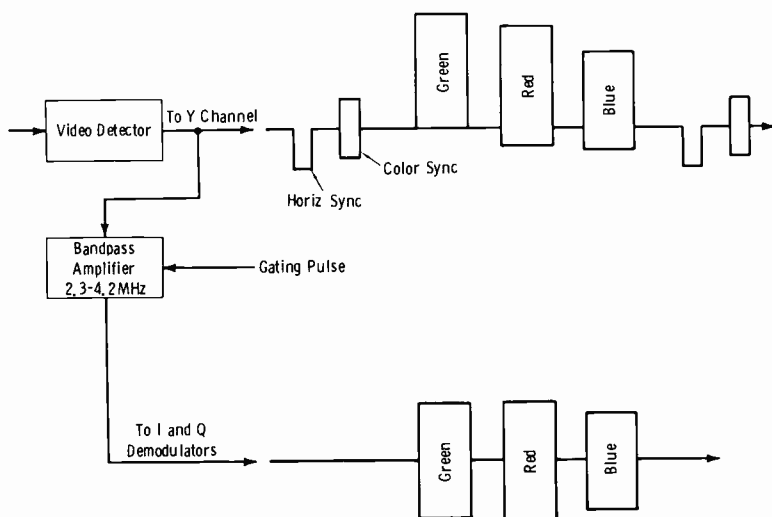 Green
Red
Blue
Video Detector
To Y Channel
Color Sync
Horiz Sync
Bandpass
Amplifier
2.3-4.2MHz
Gating Pulse
To I and Q
Demodulators
Green
Red
Blue